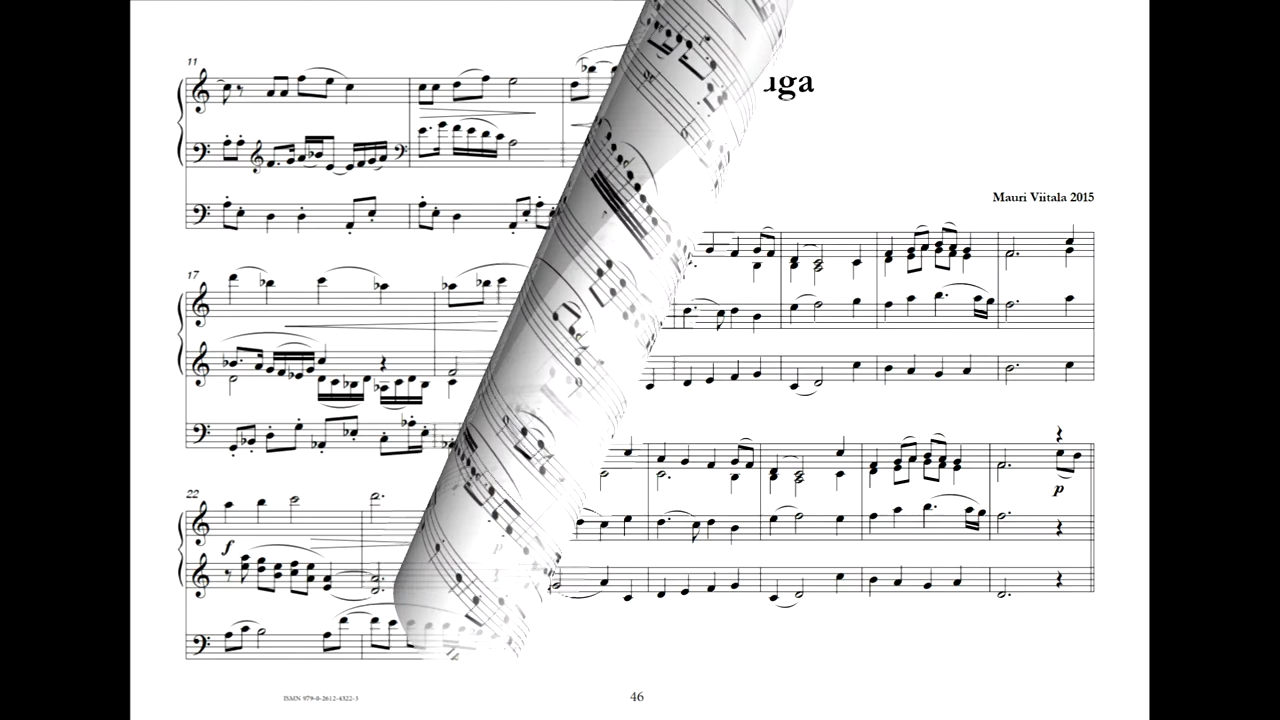 11
uga
Mauri Viitala 2015
17
22
f
p
ISMN 979-0-2612-4322-3
46